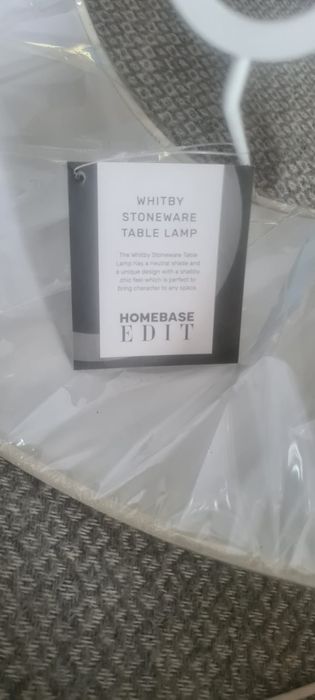 WHITBY
STONEWARE
TABLE LAMP
The Whitby Stoneware Table
Lamp has a neutral shade and
a unique design with a shabby
chic feel which is perfect to
bring character to any space.
HOMEBASE
EDIT